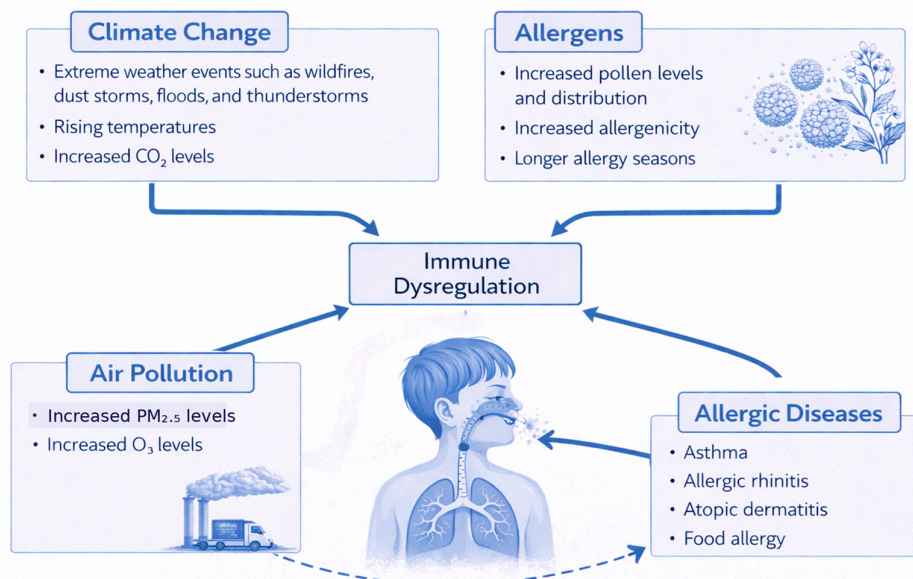 Climate Change
• Extreme weather events such as wildfires,
dust storms, floods, and thunderstorms
• Rising temperatures
• Increased CO₂ levels
Allergens
• Increased pollen levels
and distribution
• Increased allergenicity
• Longer allergy seasons
Immune
Dysregulation
Air Pollution
• Increased PM₂.₅ levels
• Increased O₃ levels
Allergic Diseases
• Asthma
• Allergic rhinitis
• Atopic dermatitis
• Food allergy